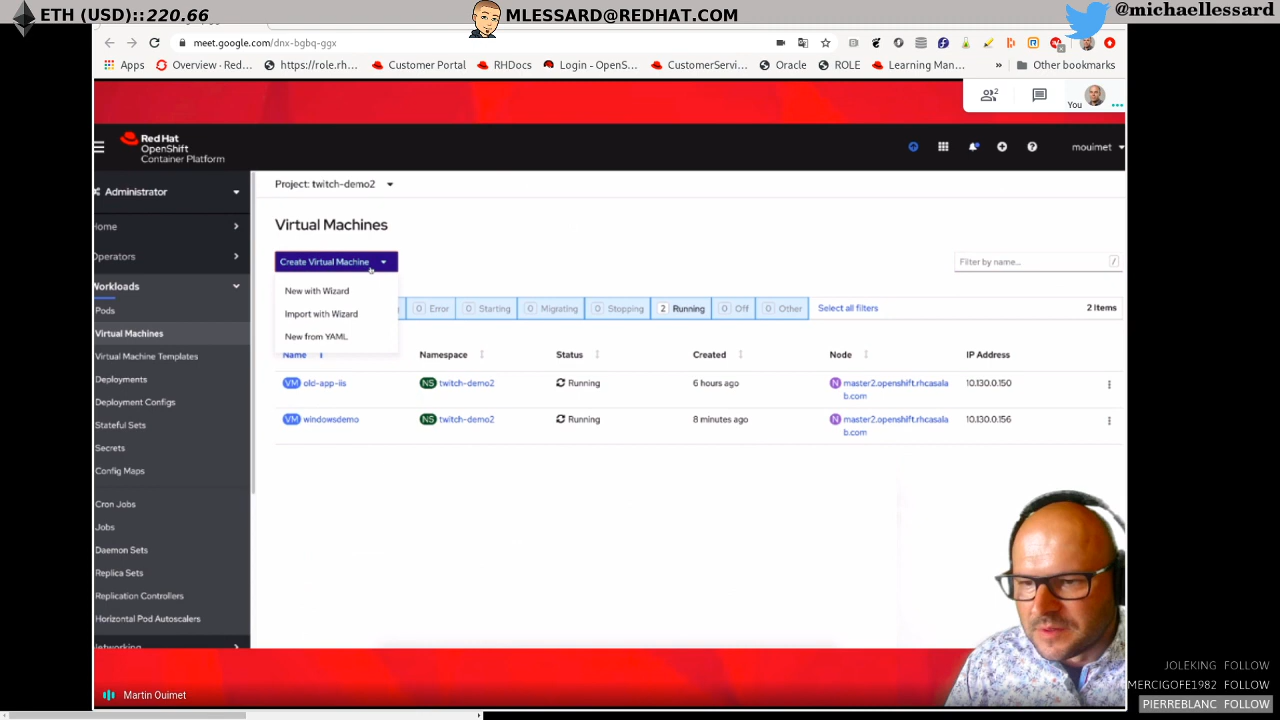 ETH (USD)::220.66
MLESSARD@REDHAT.COM
@michaellessard
meet.google.com/dnx-bgbq-ggx
Apps
Overview - Red...
https://role.rh...
Customer Portal
RHDocs
Login - OpenS...
CustomerServi...
Oracle
ROLE
Learning Man...
»
Other bookmarks
2
You
Red Hat
OpenShift
Container Platform
mouimet
Administrator
Project: twitch-demo2
Home
Operators
Workloads
Pods
Virtual Machines
Virtual Machine Templates
Deployments
Deployment Configs
Stateful Sets
Secrets
Config Maps
Cron Jobs
Jobs
Daemon Sets
Replica Sets
Replication Controllers
Horizontal Pod Autoscalers
Networking
Virtual Machines
Create Virtual Machine
Filter by name...
/
New with Wizard
Import with Wizard
New from YAML
0 Error
0 Starting
0 Migrating
0 Stopping
2 Running
0 Off
0 Other
Select all filters
2 Items
Name
Namespace
Status
Created
Node
IP Address
VM old-app-iis
NS twitch-demo2
Running
6 hours ago
N master2.openshift.rhcasala
b.com
10.130.0.150
VM windowsdemo
NS twitch-demo2
Running
8 minutes ago
N master2.openshift.rhcasala
b.com
10.130.0.156
Martin Ouimet
JOLEKING FOLLOW
MERCIGOFE1982 FOLLOW
PIERREBLANC FOLLOW